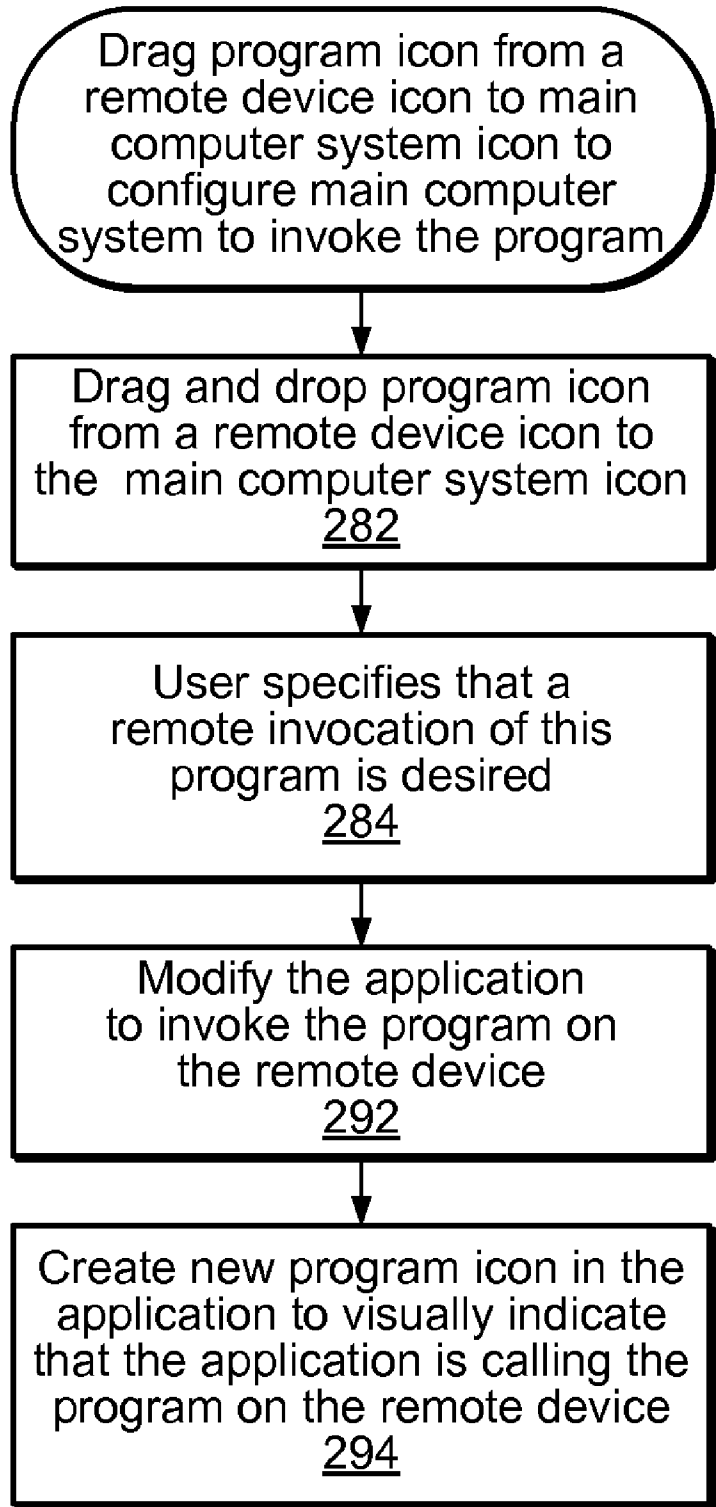 Drag program icon from a
remote device icon to main
computer system icon to
configure main computer
system to invoke the program
Drag and drop program icon
from a remote device icon to
the main computer system icon
282
User specifies that a
remote invocation of this
program is desired
284
Modify the application
to invoke the program on
the remote device
292
Create new program icon in the
application to visually indicate
that the application is calling the
program on the remote device
294